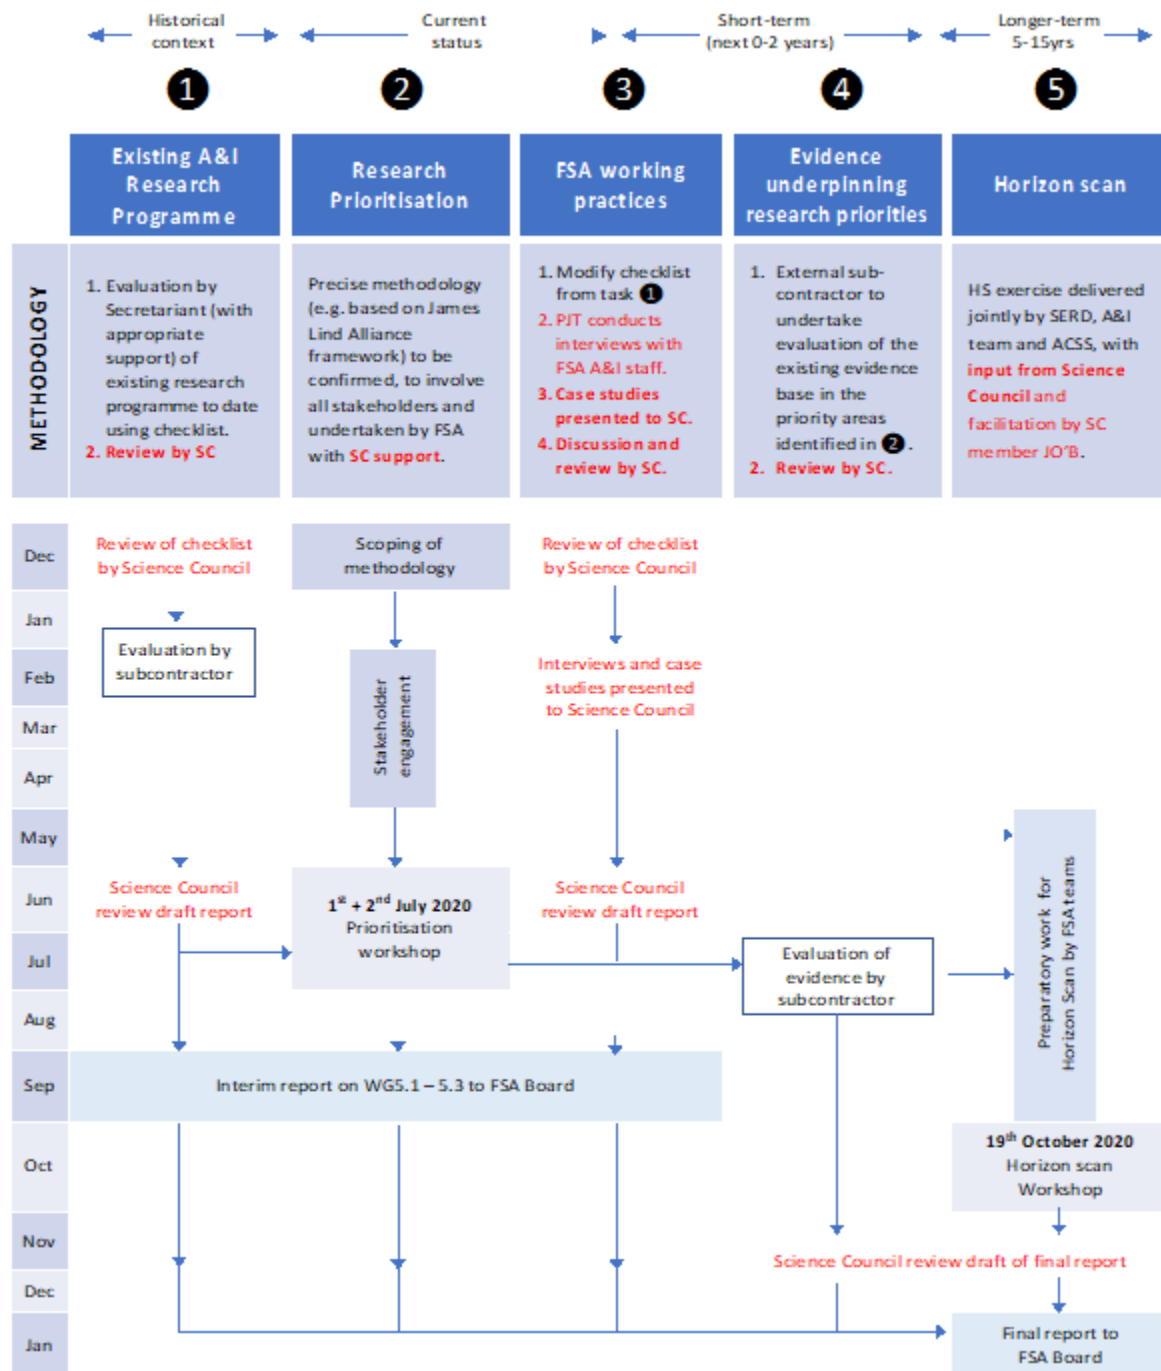 Historical
context
Current
status
Short-term
(next 0-2 years)
Longer-term
5-15yrs
1
2
3
4
5
Existing A&I
Research
Programme
Research
Prioritisation
FSA working
practices
Evidence
underpinning
research priorities
Horizon scan
METHODOLOGY
1. Evaluation by
Secretariant (with
appropriate
support) of
existing research
programme to date
using checklist.
2. Review by SC
Precise methodology
(e.g. based on James
Lind Alliance
framework) to be
confirmed, to involve
all stakeholders and
undertaken by FSA
with SC support.
1. Modify checklist
from task 1
2. PJT conducts
interviews with
FSA A&I staff.
3. Case studies
presented to SC.
4. Discussion and
review by SC.
1. External sub-
contractor to
undertake
evaluation of the
existing evidence
base in the
priority areas
identified in 2 .
2. Review by SC.
HS exercise delivered
jointly by SERD, A&I
team and ACSS, with
input from Science
Council and
facilitation by SC
member JO'B.
Dec
Review of checklist
by Science Council
Scoping of
methodology
Review of checklist
by Science Council
Jan
Evaluation by
subcontractor
Feb
Stakeholder
engagement
Interviews and case
studies presented
to Science Council
Mar
Apr
May
Jun
Science Council
review draft report
1st + 2nd July 2020
Prioritisation
workshop
Science Council
review draft report
Jul
Evaluation of
evidence by
subcontractor
Preparatory work for
Horizon Scan by FSA teams
Aug
Sep
Interim report on WG5.1 – 5.3 to FSA Board
Oct
19th October 2020
Horizon scan
Workshop
Nov
Science Council review draft of final report
Dec
Jan
Final report to
FSA Board